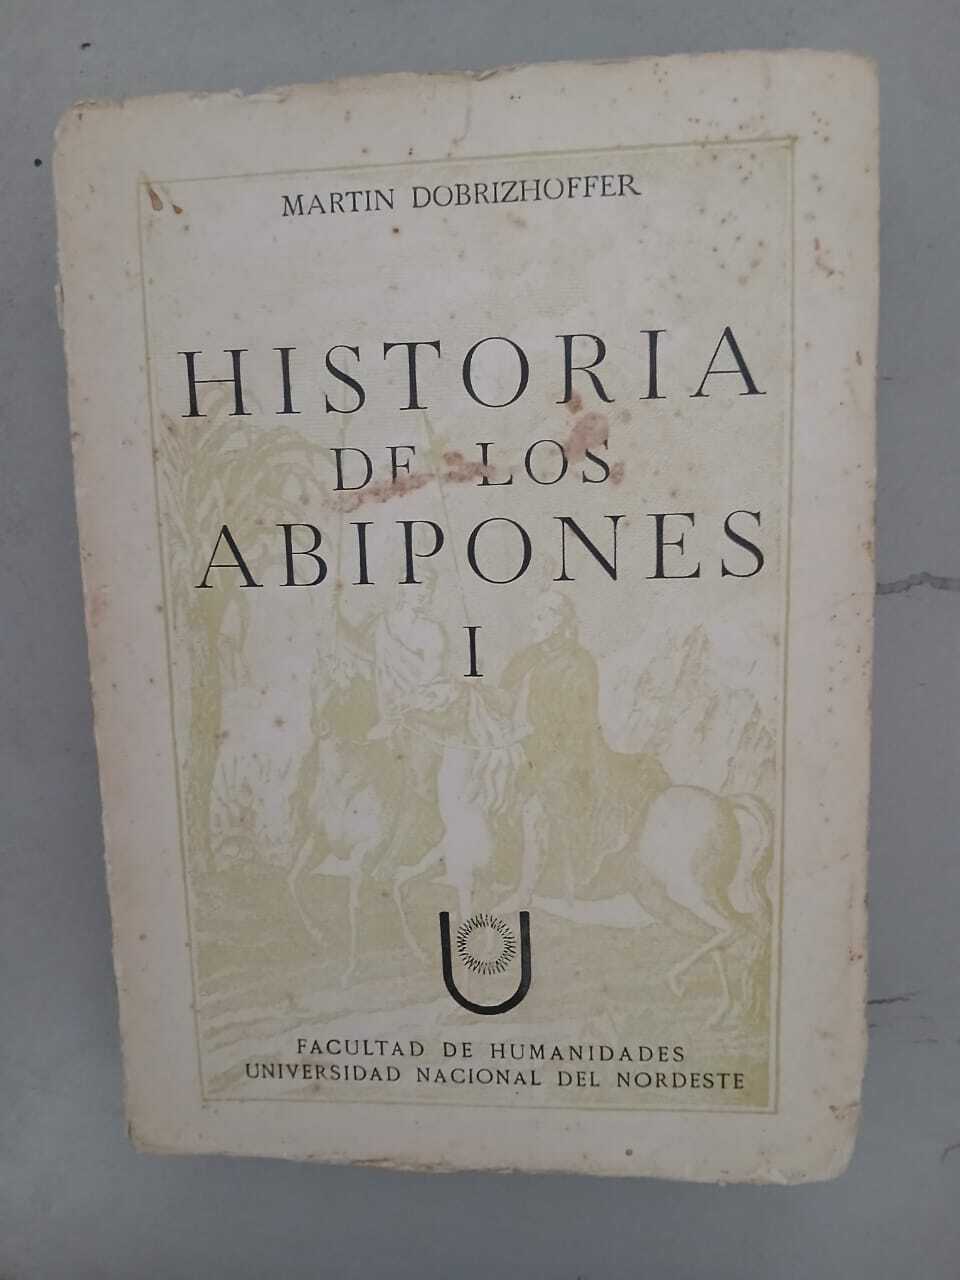 MARTIN DOBRIZHOFFER
HISTORIA
DE LOS
ABIPONES
I
FACULTAD DE HUMANIDADES
UNIVERSIDAD NACIONAL DEL NORDESTE